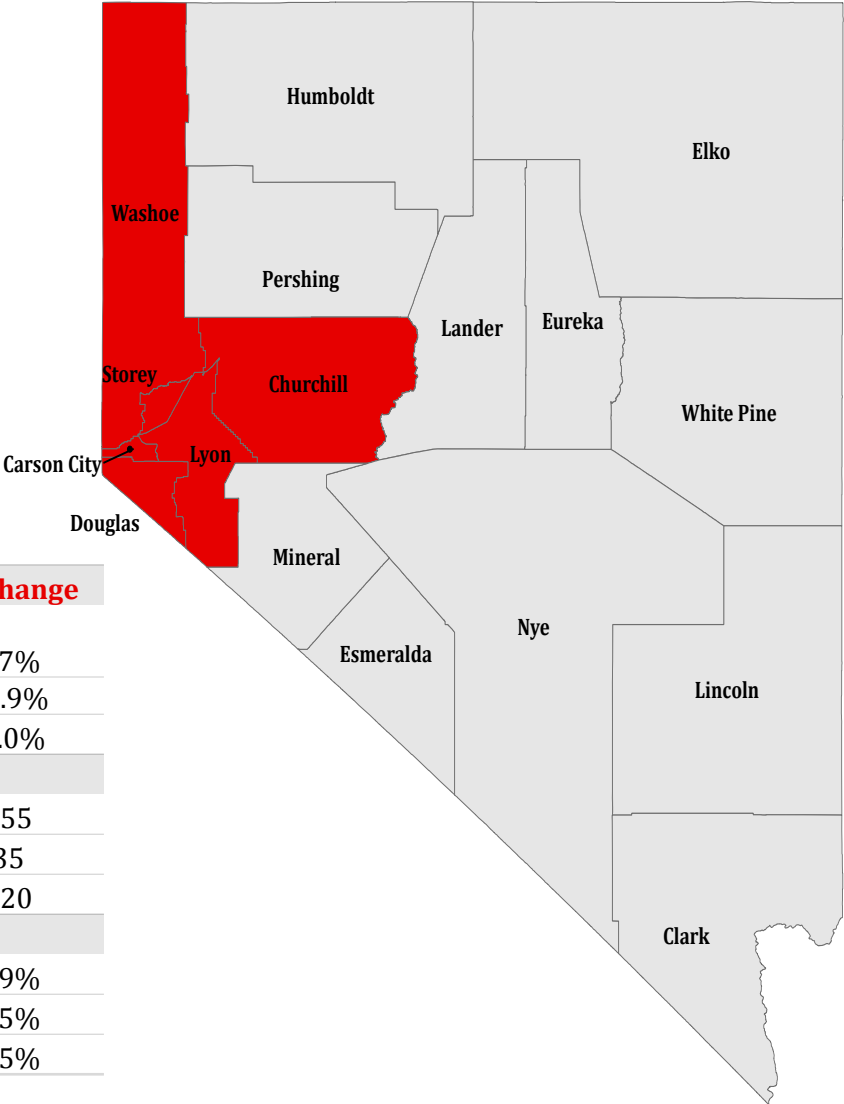 Humboldt
Elko
Washoe
Pershing
Lander
Eureka
Storey
Churchill
White Pine
Lyon
Carson City
Douglas
Mineral
Nye
Esmeralda
Lincoln
Clark
hange
7%
.9%
.0%
55
35
20
9%
5%
5%